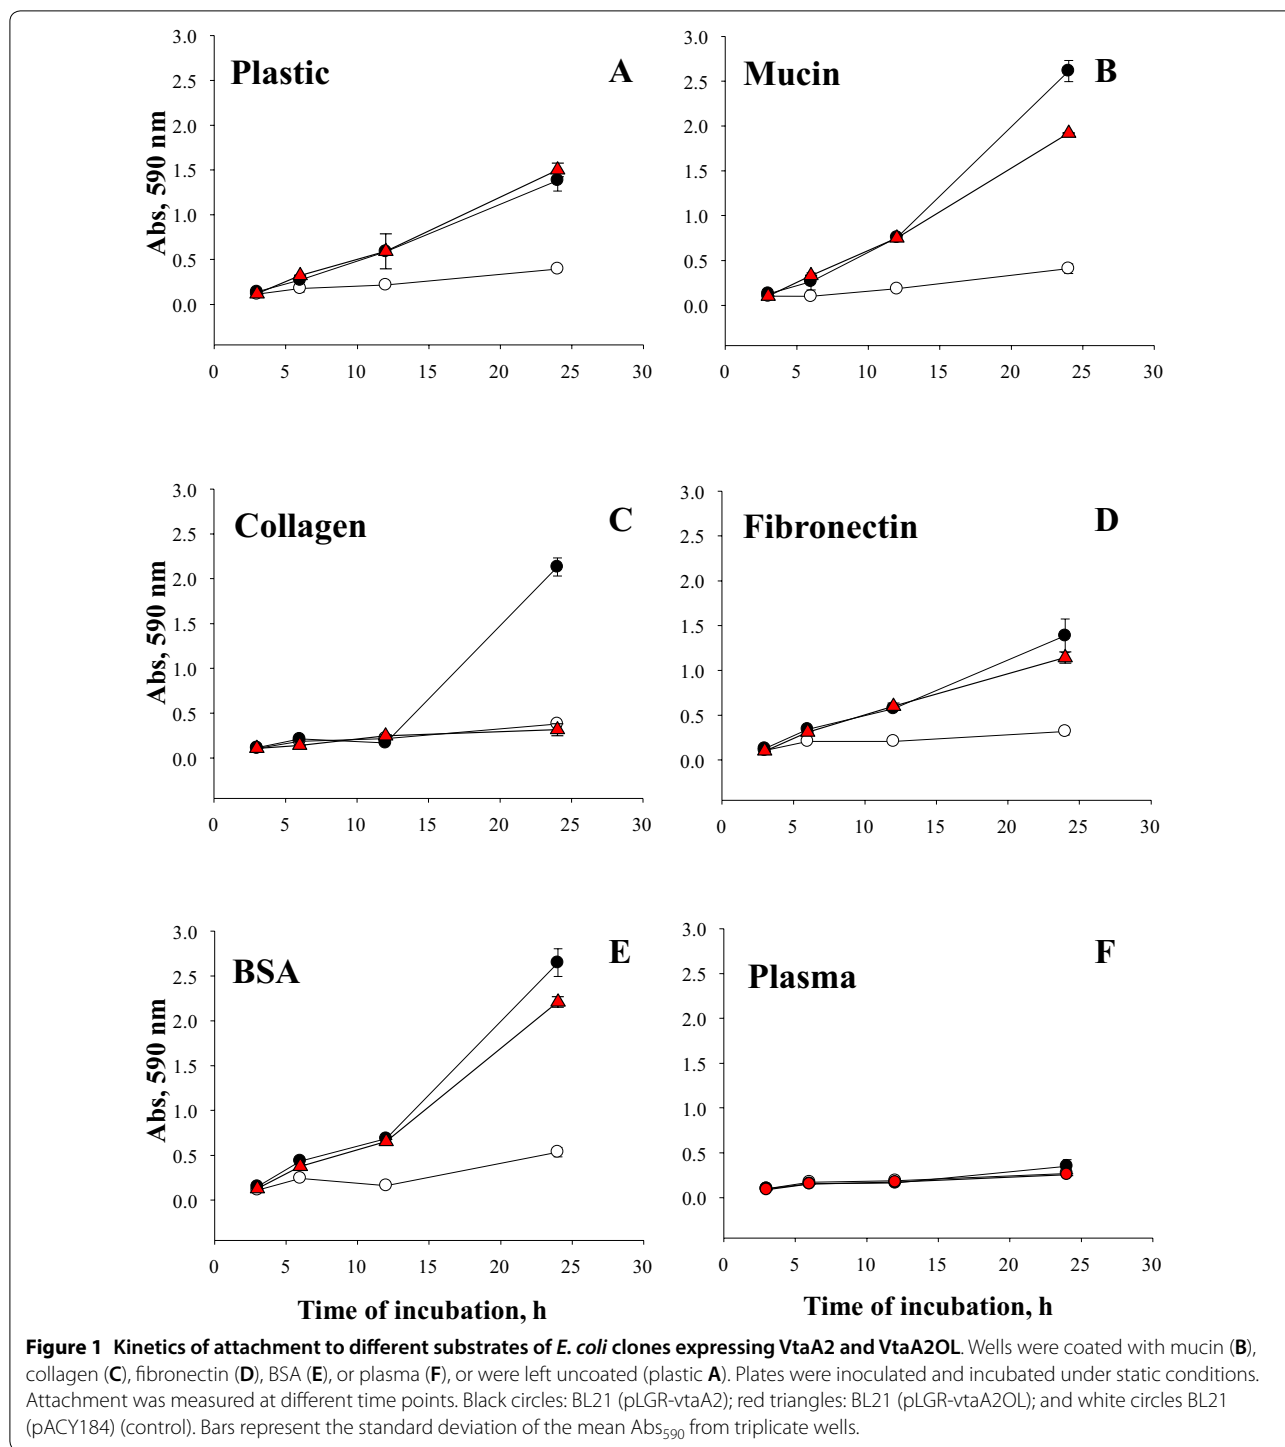 3.0
Plastic A
2.5
2.0
1.5
1.0
0.5
0.0
Abs, 590 nm
0 5 10 15 20 25 30
3.0
Mucin B
2.5
2.0
1.5
1.0
0.5
0.0
0 5 10 15 20 25 30
3.0
Collagen C
2.5
2.0
1.5
1.0
0.5
0.0
Abs, 590 nm
0 5 10 15 20 25 30
3.0
Fibronectin D
2.5
2.0
1.5
1.0
0.5
0.0
0 5 10 15 20 25 30
3.0
BSA E
2.5
2.0
1.5
1.0
0.5
0.0
Abs, 590 nm
0 5 10 15 20 25 30
Time of incubation, h
3.0
Plasma F
2.5
2.0
1.5
1.0
0.5
0.0
0 5 10 15 20 25 30
Time of incubation, h
Figure 1 Kinetics of attachment to different substrates of E. coli clones expressing VtaA2 and VtaA2OL. Wells were coated with mucin (B),
collagen (C), fibronectin (D), BSA (E), or plasma (F), or were left uncoated (plastic A). Plates were inoculated and incubated under static conditions.
Attachment was measured at different time points. Black circles: BL21 (pLGR-vtaA2); red triangles: BL21 (pLGR-vtaA2OL); and white circles BL21
(pACY184) (control). Bars represent the standard deviation of the mean Abs590 from triplicate wells.